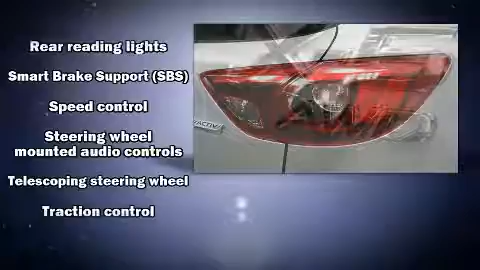 Rear reading lights
Smart Brake Support (SBS)
Speed control
Steering wheel
mounted audio controls
Telescoping steering wheel
Traction control